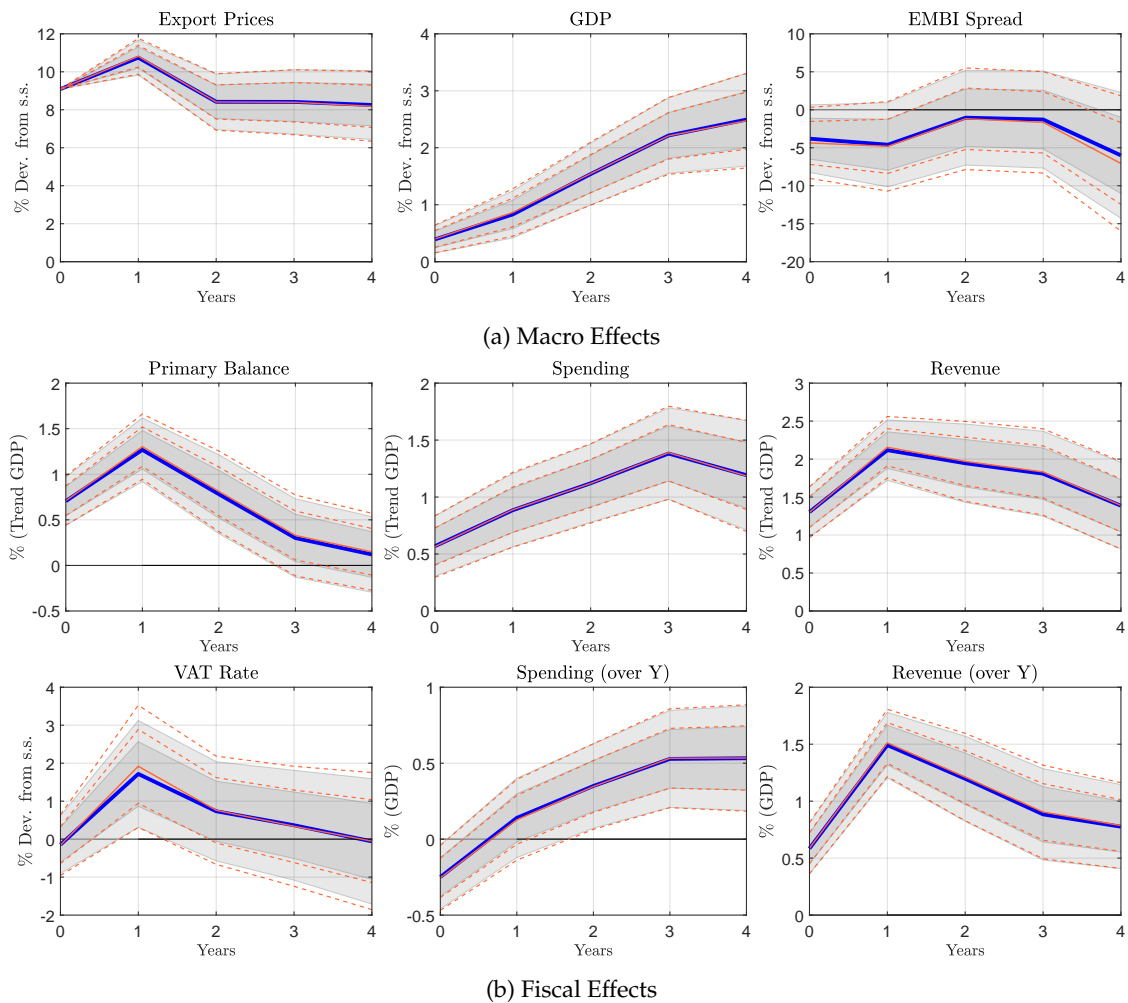 Export Prices
GDP
EMBI Spread
% Dev. from s.s.
12
10
8
6
4
2
0
0 1 2 3 4
Years
% Dev. from s.s.
4
3
2
1
0
0 1 2 3 4
Years
% Dev. from s.s.
10
5
0
-5
-10
-15
-20
0 1 2 3 4
Years
(a) Macro Effects
Primary Balance
Spending
Revenue
% (Trend GDP)
2
1.5
1
0.5
0
-0.5
0 1 2 3 4
Years
% (Trend GDP)
2
1.5
1
0.5
0
0 1 2 3 4
Years
% (Trend GDP)
3
2.5
2
1.5
1
0.5
0
0 1 2 3 4
Years
VAT Rate
Spending (over Y)
Revenue (over Y)
% Dev. from s.s.
4
3
2
1
0
-1
-2
0 1 2 3 4
Years
% (GDP)
1
0.5
0
-0.5
0 1 2 3 4
Years
% (GDP)
2
1.5
1
0.5
0
0 1 2 3 4
Years
(b) Fiscal Effects